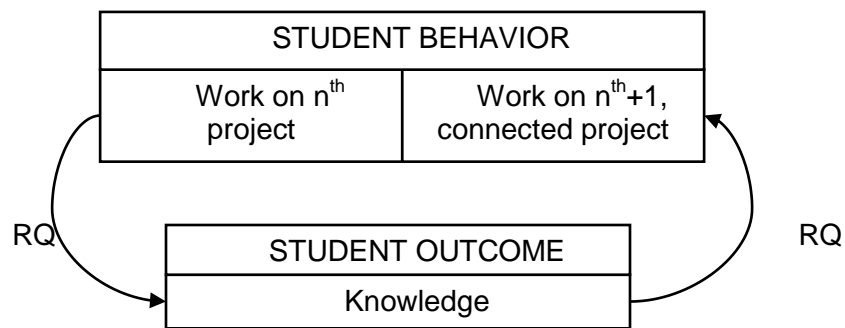 STUDENT BEHAVIOR
Work on nth
project
Work on nth+1,
connected project
RQ
RQ
STUDENT OUTCOME
Knowledge